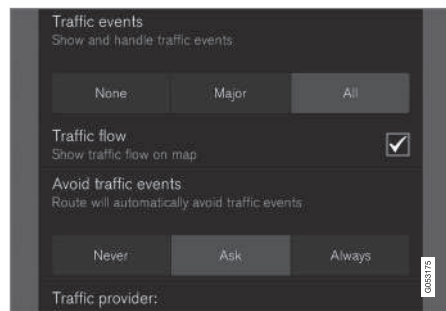 Traffic events
Show and handle traffic events
None Major All
Traffic flow
Show traffic flow on map
Avoid traffic events
Route will automatically avoid traffic events
Never Ask Always
G053175
Traffic provider: